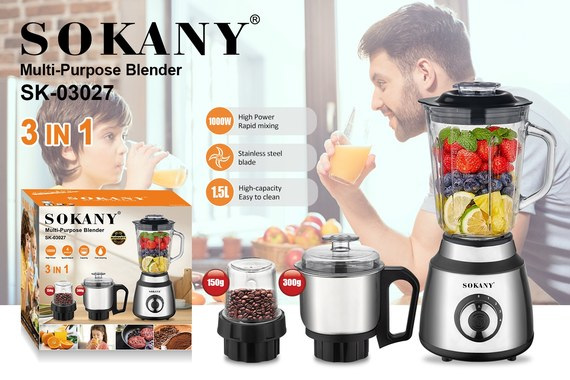 SOKANY®
Multi-Purpose Blender
SK-03027
3 IN 1
1000W
High Power
Rapid mixing
Stainless steel
blade
1.5L
High-capacity
Easy to clean
SOKANY®
Multi-Purpose Blender
SK-03027
3 IN 1
150g
300g
SOKANY